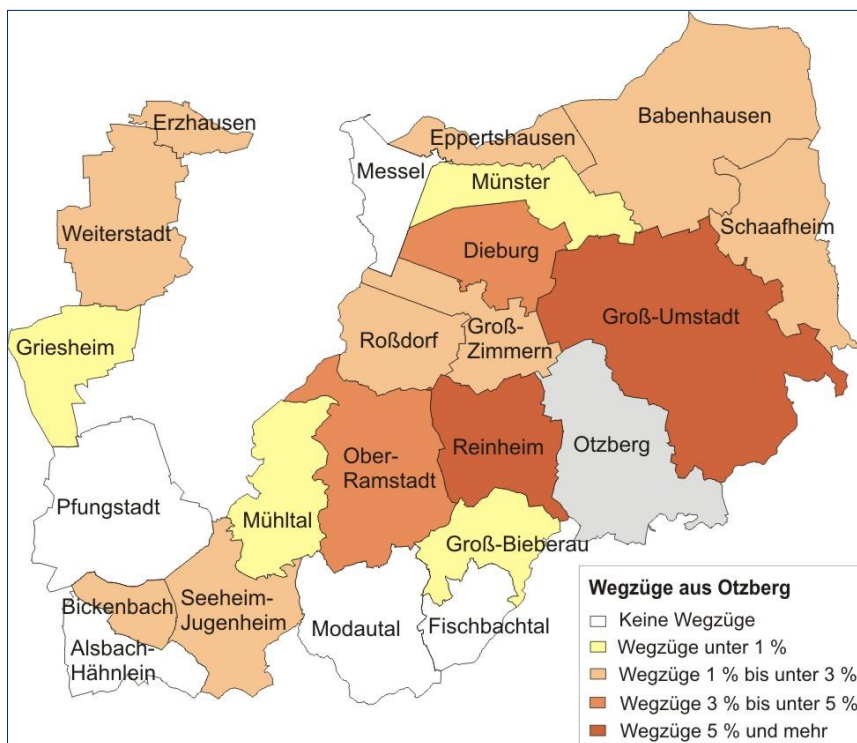 Erzhausen
Eppertshausen
Babenhausen
Messel
Münster
Weiterstadt
Schaafheim
Dieburg
Groß-Umstadt
Griesheim
Roßdorf
Groß-
Zimmern
Ober-
Ramstadt
Reinheim
Otzberg
Pfungstadt
Mühltal
Groß-Bieberau
Bickenbach
Seeheim-
Jugenheim
Alsbach-
Hähnlein
Modautal
Fischbachtal
Wegzüge aus Otzberg
Keine Wegzüge
Wegzüge unter 1 %
Wegzüge 1 % bis unter 3 %
Wegzüge 3 % bis unter 5 %
Wegzüge 5 % und mehr